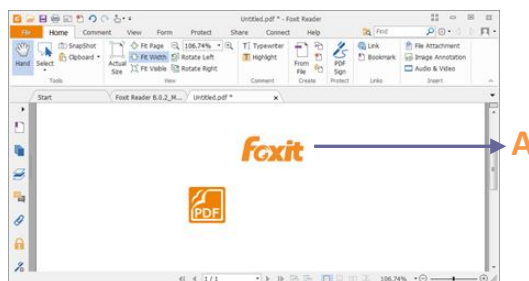 Untitled.pdf * - Foxit Reader
File Home Comment View Form Protect Share Connect Help Find
Hand
Select
SnapShot
Clipboard
Actual Size
Fit Page
Fit Width
Fit Visible
106.74%
Rotate Left
Rotate Right
Typewriter
Highlight
From File
PDF Sign
Link
Bookmark
File Attachment
Image Annotation
Audio & Video
Tools View Comment Create Protect Links Insert
Start Foxit Reader 8.0.2_M... Untitled.pdf *
foxit
A
PDF
1 / 1 106.74%